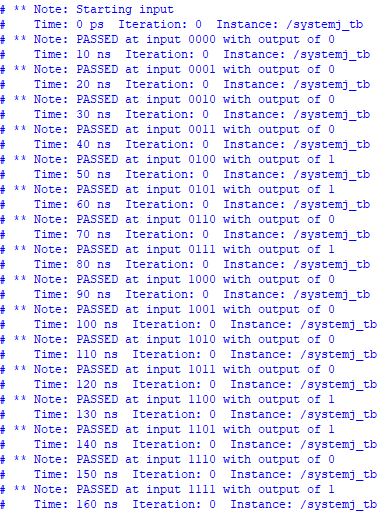 # ** Note: Starting input
# Time: 0 ps Iteration: 0 Instance: /systemj_tb
# ** Note: PASSED at input 0000 with output of 0
# Time: 10 ns Iteration: 0 Instance: /systemj_tb
# ** Note: PASSED at input 0001 with output of 0
# Time: 20 ns Iteration: 0 Instance: /systemj_tb
# ** Note: PASSED at input 0010 with output of 0
# Time: 30 ns Iteration: 0 Instance: /systemj_tb
# ** Note: PASSED at input 0011 with output of 0
# Time: 40 ns Iteration: 0 Instance: /systemj_tb
# ** Note: PASSED at input 0100 with output of 1
# Time: 50 ns Iteration: 0 Instance: /systemj_tb
# ** Note: PASSED at input 0101 with output of 1
# Time: 60 ns Iteration: 0 Instance: /systemj_tb
# ** Note: PASSED at input 0110 with output of 0
# Time: 70 ns Iteration: 0 Instance: /systemj_tb
# ** Note: PASSED at input 0111 with output of 1
# Time: 80 ns Iteration: 0 Instance: /systemj_tb
# ** Note: PASSED at input 1000 with output of 0
# Time: 90 ns Iteration: 0 Instance: /systemj_tb
# ** Note: PASSED at input 1001 with output of 0
# Time: 100 ns Iteration: 0 Instance: /systemj_tb
# ** Note: PASSED at input 1010 with output of 0
# Time: 110 ns Iteration: 0 Instance: /systemj_tb
# ** Note: PASSED at input 1011 with output of 0
# Time: 120 ns Iteration: 0 Instance: /systemj_tb
# ** Note: PASSED at input 1100 with output of 1
# Time: 130 ns Iteration: 0 Instance: /systemj_tb
# ** Note: PASSED at input 1101 with output of 1
# Time: 140 ns Iteration: 0 Instance: /systemj_tb
# ** Note: PASSED at input 1110 with output of 0
# Time: 150 ns Iteration: 0 Instance: /systemj_tb
# ** Note: PASSED at input 1111 with output of 1
# Time: 160 ns Iteration: 0 Instance: /systemj_tb